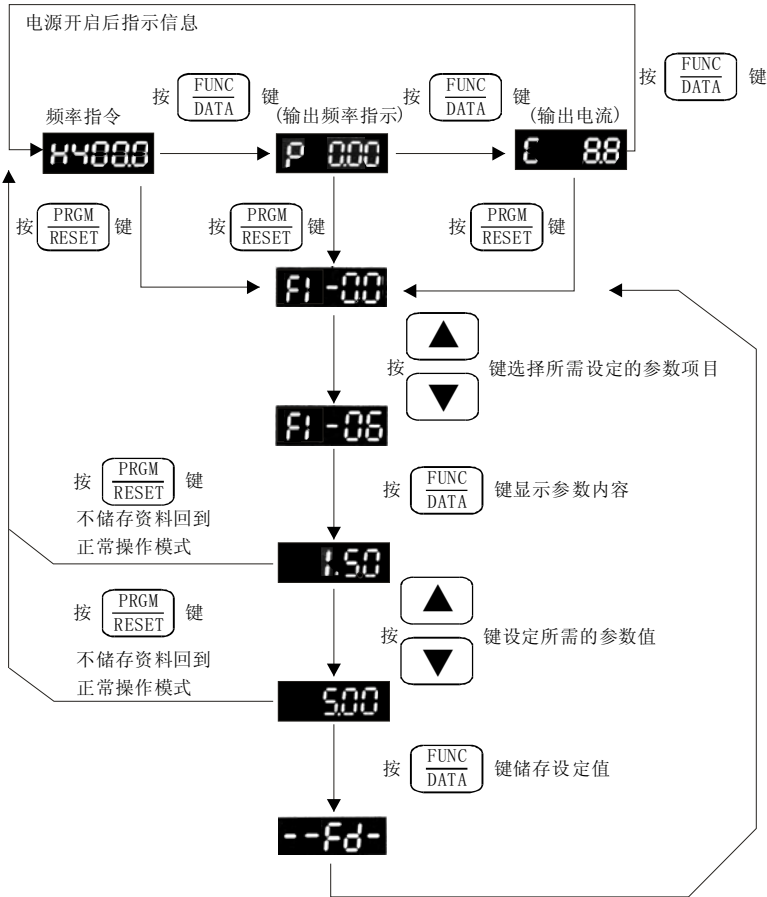 电源开启后指示信息
按 FUNC DATA 键
按 FUNC DATA 键
按 FUNC DATA 键
频率指令
(输出频率指示)
(输出电流)
P 0.00
C 8.8
按 PRGM RESET 键
按 PRGM RESET 键
按 PRGM RESET 键
F1 -00
按 ▲ ▼ 键选择所需设定的参数项目
F1 -06
按 PRGM RESET 键
不储存资料回到
正常操作模式
按 FUNC DATA 键显示参数内容
1.50
按 PRGM RESET 键
不储存资料回到
正常操作模式
按 ▲ ▼ 键设定所需的参数值
5.00
按 FUNC DATA 键储存设定值
--Fd-